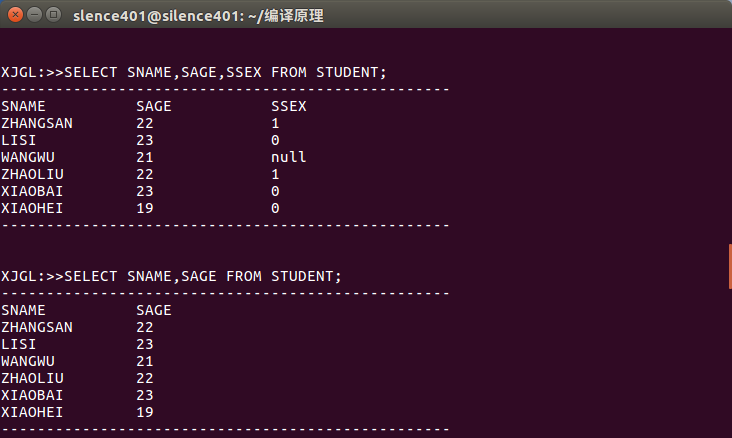 slence401@silence401: ~/编译原理
XJGL:>>SELECT SNAME,SAGE,SSEX FROM STUDENT;
--------------------------------------------------
SNAME SAGE SSEX
ZHANGSAN 22 1
LISI 23 0
WANGWU 21 null
ZHAOLIU 22 1
XIAOBAI 23 0
XIAOHEI 19 0
--------------------------------------------------
XJGL:>>SELECT SNAME,SAGE FROM STUDENT;
--------------------------------------------------
SNAME SAGE
ZHANGSAN 22
LISI 23
WANGWU 21
ZHAOLIU 22
XIAOBAI 23
XIAOHEI 19
--------------------------------------------------